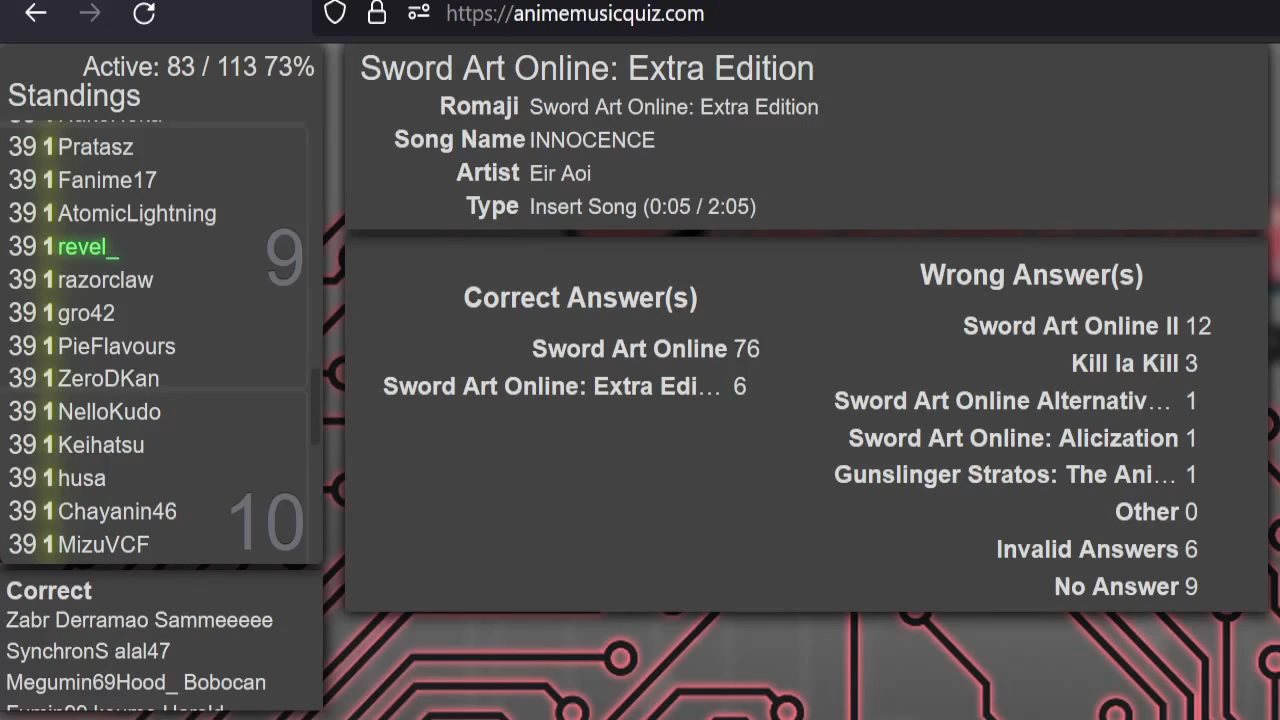 https://animemusicquiz.com
Active: 83 / 113 73%
Standings
39 1 Pratasz
39 1 Fanime17
39 1 AtomicLightning
39 1 revel_
9
39 1 razorclaw
39 1 gro42
39 1 PieFlavours
39 1 ZeroDKan
39 1 NelloKudo
39 1 Keihatsu
39 1 husa
39 1 Chayanin46
10
39 1 MizuVCF
Correct
Zabr Derramao Sammeeeee
SynchronS alal47
Megumin69Hood_ Bobocan
Sword Art Online: Extra Edition
Romaji Sword Art Online: Extra Edition
Song Name INNOCENCE
Artist Eir Aoi
Type Insert Song (0:05 / 2:05)
Correct Answer(s)
Sword Art Online 76
Sword Art Online: Extra Edi... 6
Wrong Answer(s)
Sword Art Online II 12
Kill la Kill 3
Sword Art Online Alternativ... 1
Sword Art Online: Alicization 1
Gunslinger Stratos: The Ani... 1
Other 0
Invalid Answers 6
No Answer 9